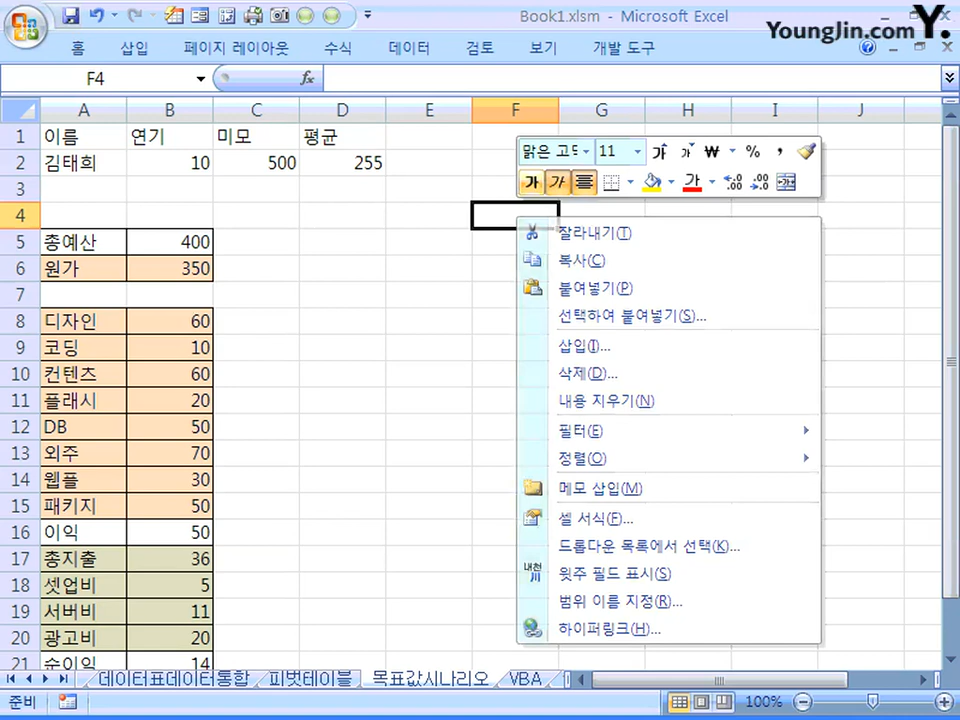 Book1.xlsm - Microsoft Excel
YoungJin.com Y.
홈 삽입 페이지 레이아웃 수식 데이터 검토 보기 개발 도구
F4 fx
A B C D E F G H I J
1 이름 연기 미모 평균
2 김태희 10 500 255
3
4
5 총예산 400
6 원가 350
7
8 디자인 60
9 코딩 10
10 컨텐츠 60
11 플래시 20
12 DB 50
13 외주 70
14 웹플 30
15 패키지 50
16 이익 50
17 총지출 36
18 셋업비 5
19 서버비 11
20 광고비 20
21 순이익 14
맑은 고딕 11 가 가 ₩ % ,
가 가 가 .00 .00
잘라내기(T)
복사(C)
붙여넣기(P)
선택하여 붙여넣기(S)...
삽입(I)...
삭제(D)...
내용 지우기(N)
필터(E)
정렬(O)
메모 삽입(M)
셀 서식(F)...
드롭다운 목록에서 선택(K)...
내천 윗주 필드 표시(S)
범위 이름 지정(R)...
하이퍼링크(H)...
데이터표데이터통합 피벗테이블 목표값시나리오 VBA
준비 100%